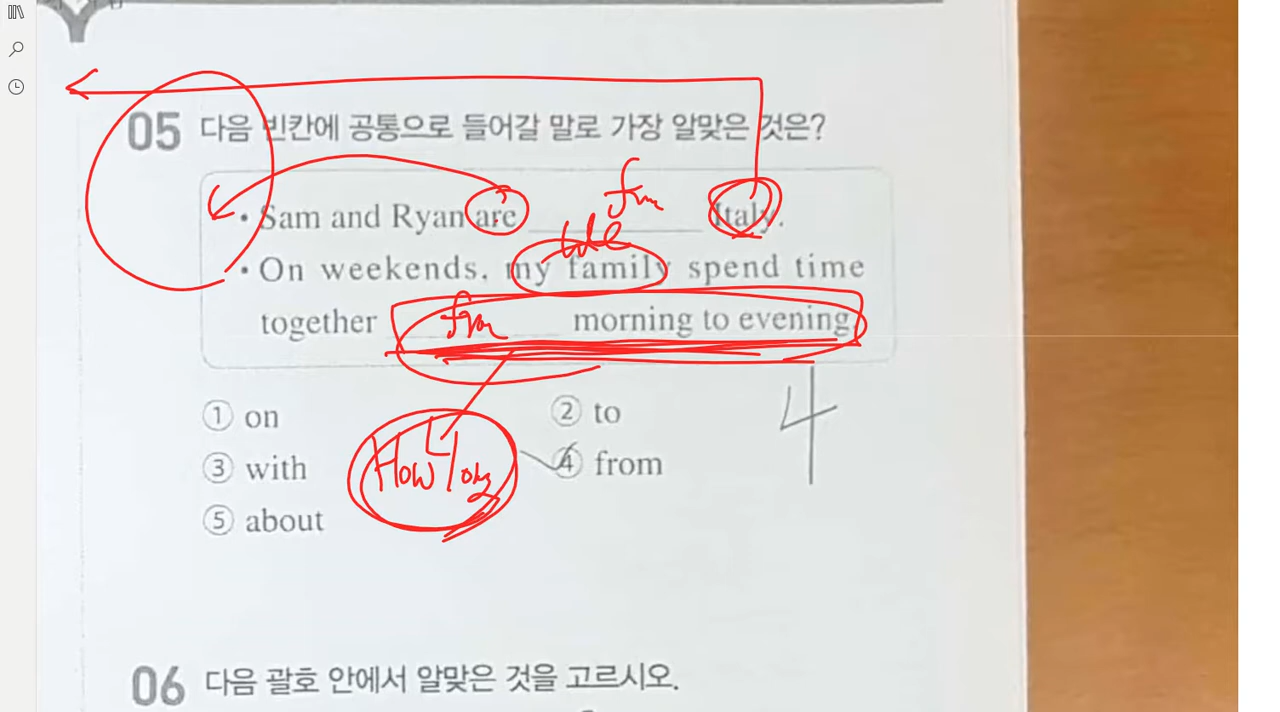 05 다음 빈칸에 공통으로 들어갈 말로 가장 알맞은 것은?
from
• Sam and Ryan are ________ Italy.
• On weekends, my family spend time
together from ________ morning to evening.
① on ② to
4
③ with ④ from
How long
⑤ about
06 다음 괄호 안에서 알맞은 것을 고르시오.